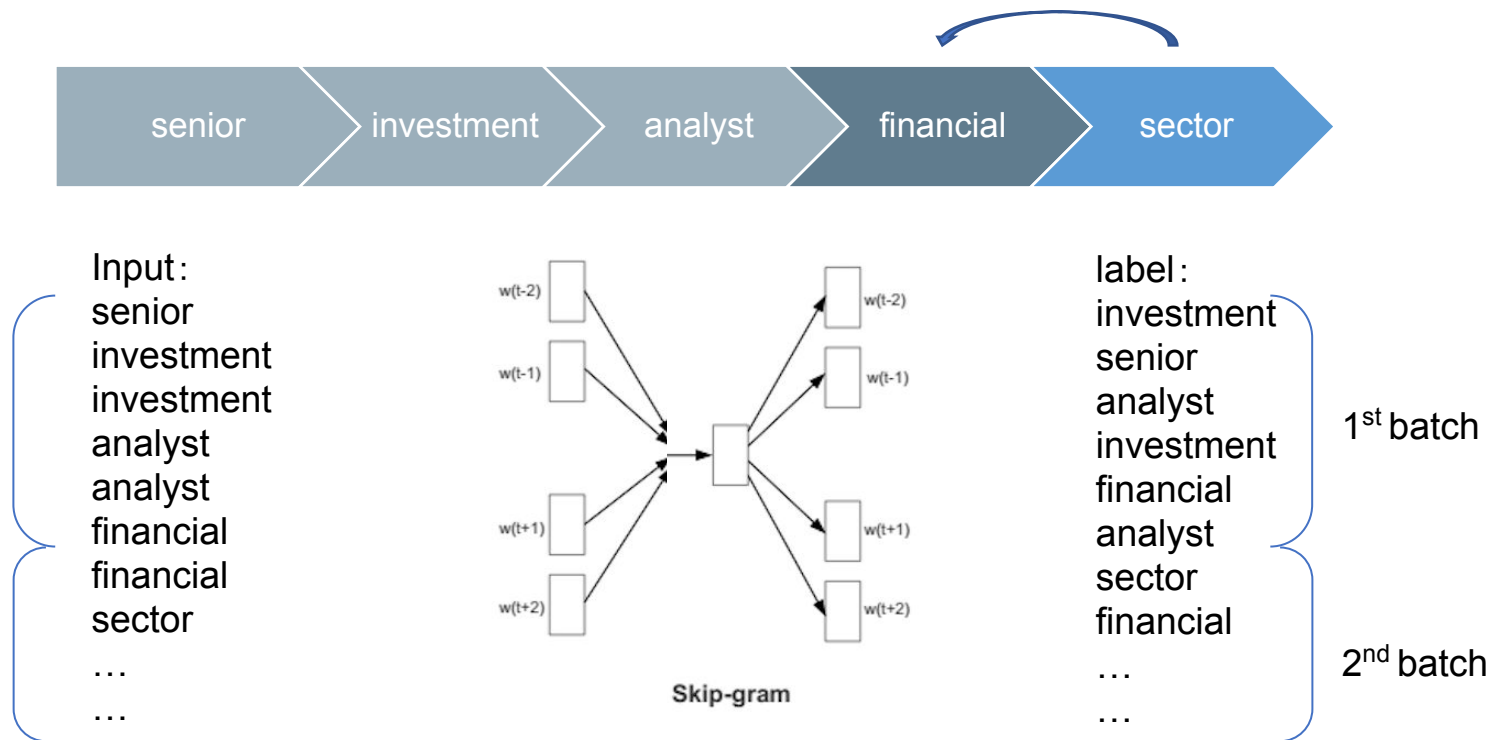 senior
investment
analyst
financial
sector
Input:
senior
investment
investment
analyst
analyst
financial
financial
sector
…
…
w(t-2)
w(t-1)
w(t+1)
w(t+2)
w(t-2)
w(t-1)
w(t+1)
w(t+2)
Skip-gram
label:
investment
senior
analyst
investment
financial
analyst
sector
financial
…
…
1st batch
2nd batch